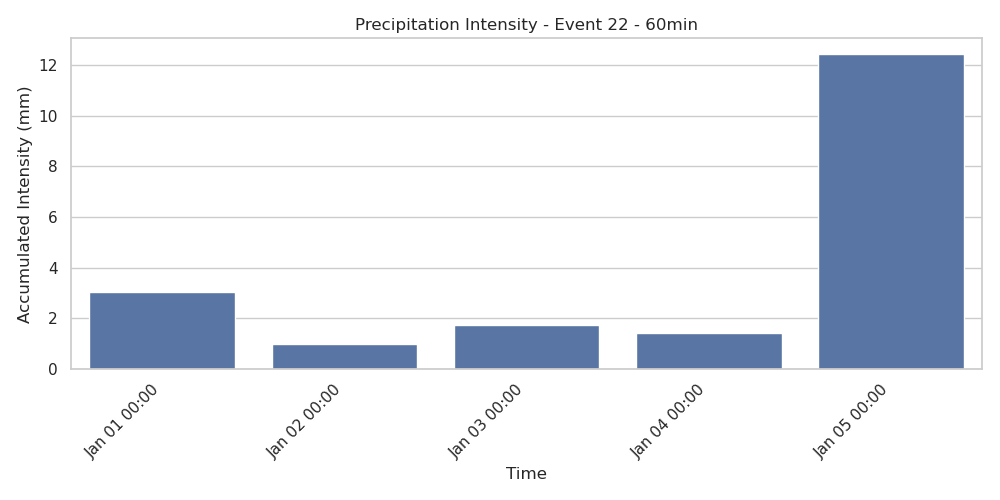 Precipitation Intensity - Event 22 - 60min
Accumulated Intensity (mm)
12
10
8
6
4
2
0
Jan 01 00:00
Jan 02 00:00
Jan 03 00:00
Jan 04 00:00
Jan 05 00:00
Time